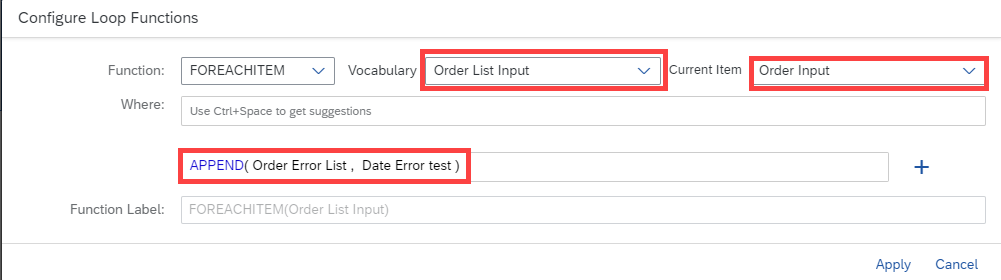 Configure Loop Functions
Function: FOREACHITEM Vocabulary Order List Input Current Item Order Input
Where: Use Ctrl+Space to get suggestions
APPEND( Order Error List , Date Error test ) +
Function Label: FOREACHITEM(Order List Input)
Apply Cancel